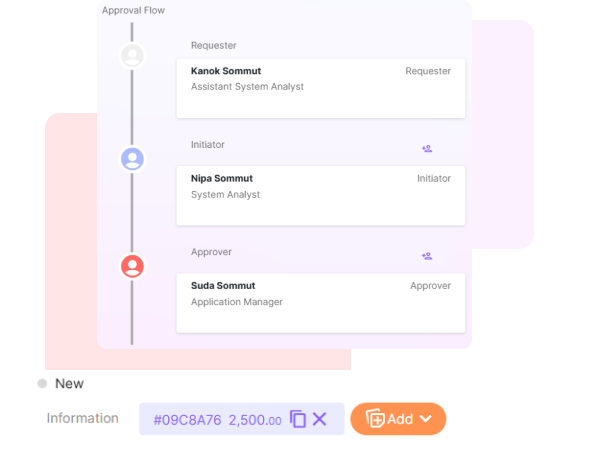 Approval Flow
Requester
Kanok Sommut Requester
Assistant System Analyst
Initiator
Nipa Sommut Initiator
System Analyst
Approver
Suda Sommut Approver
Application Manager
New
Information #09C8A76 2,500.00 Add